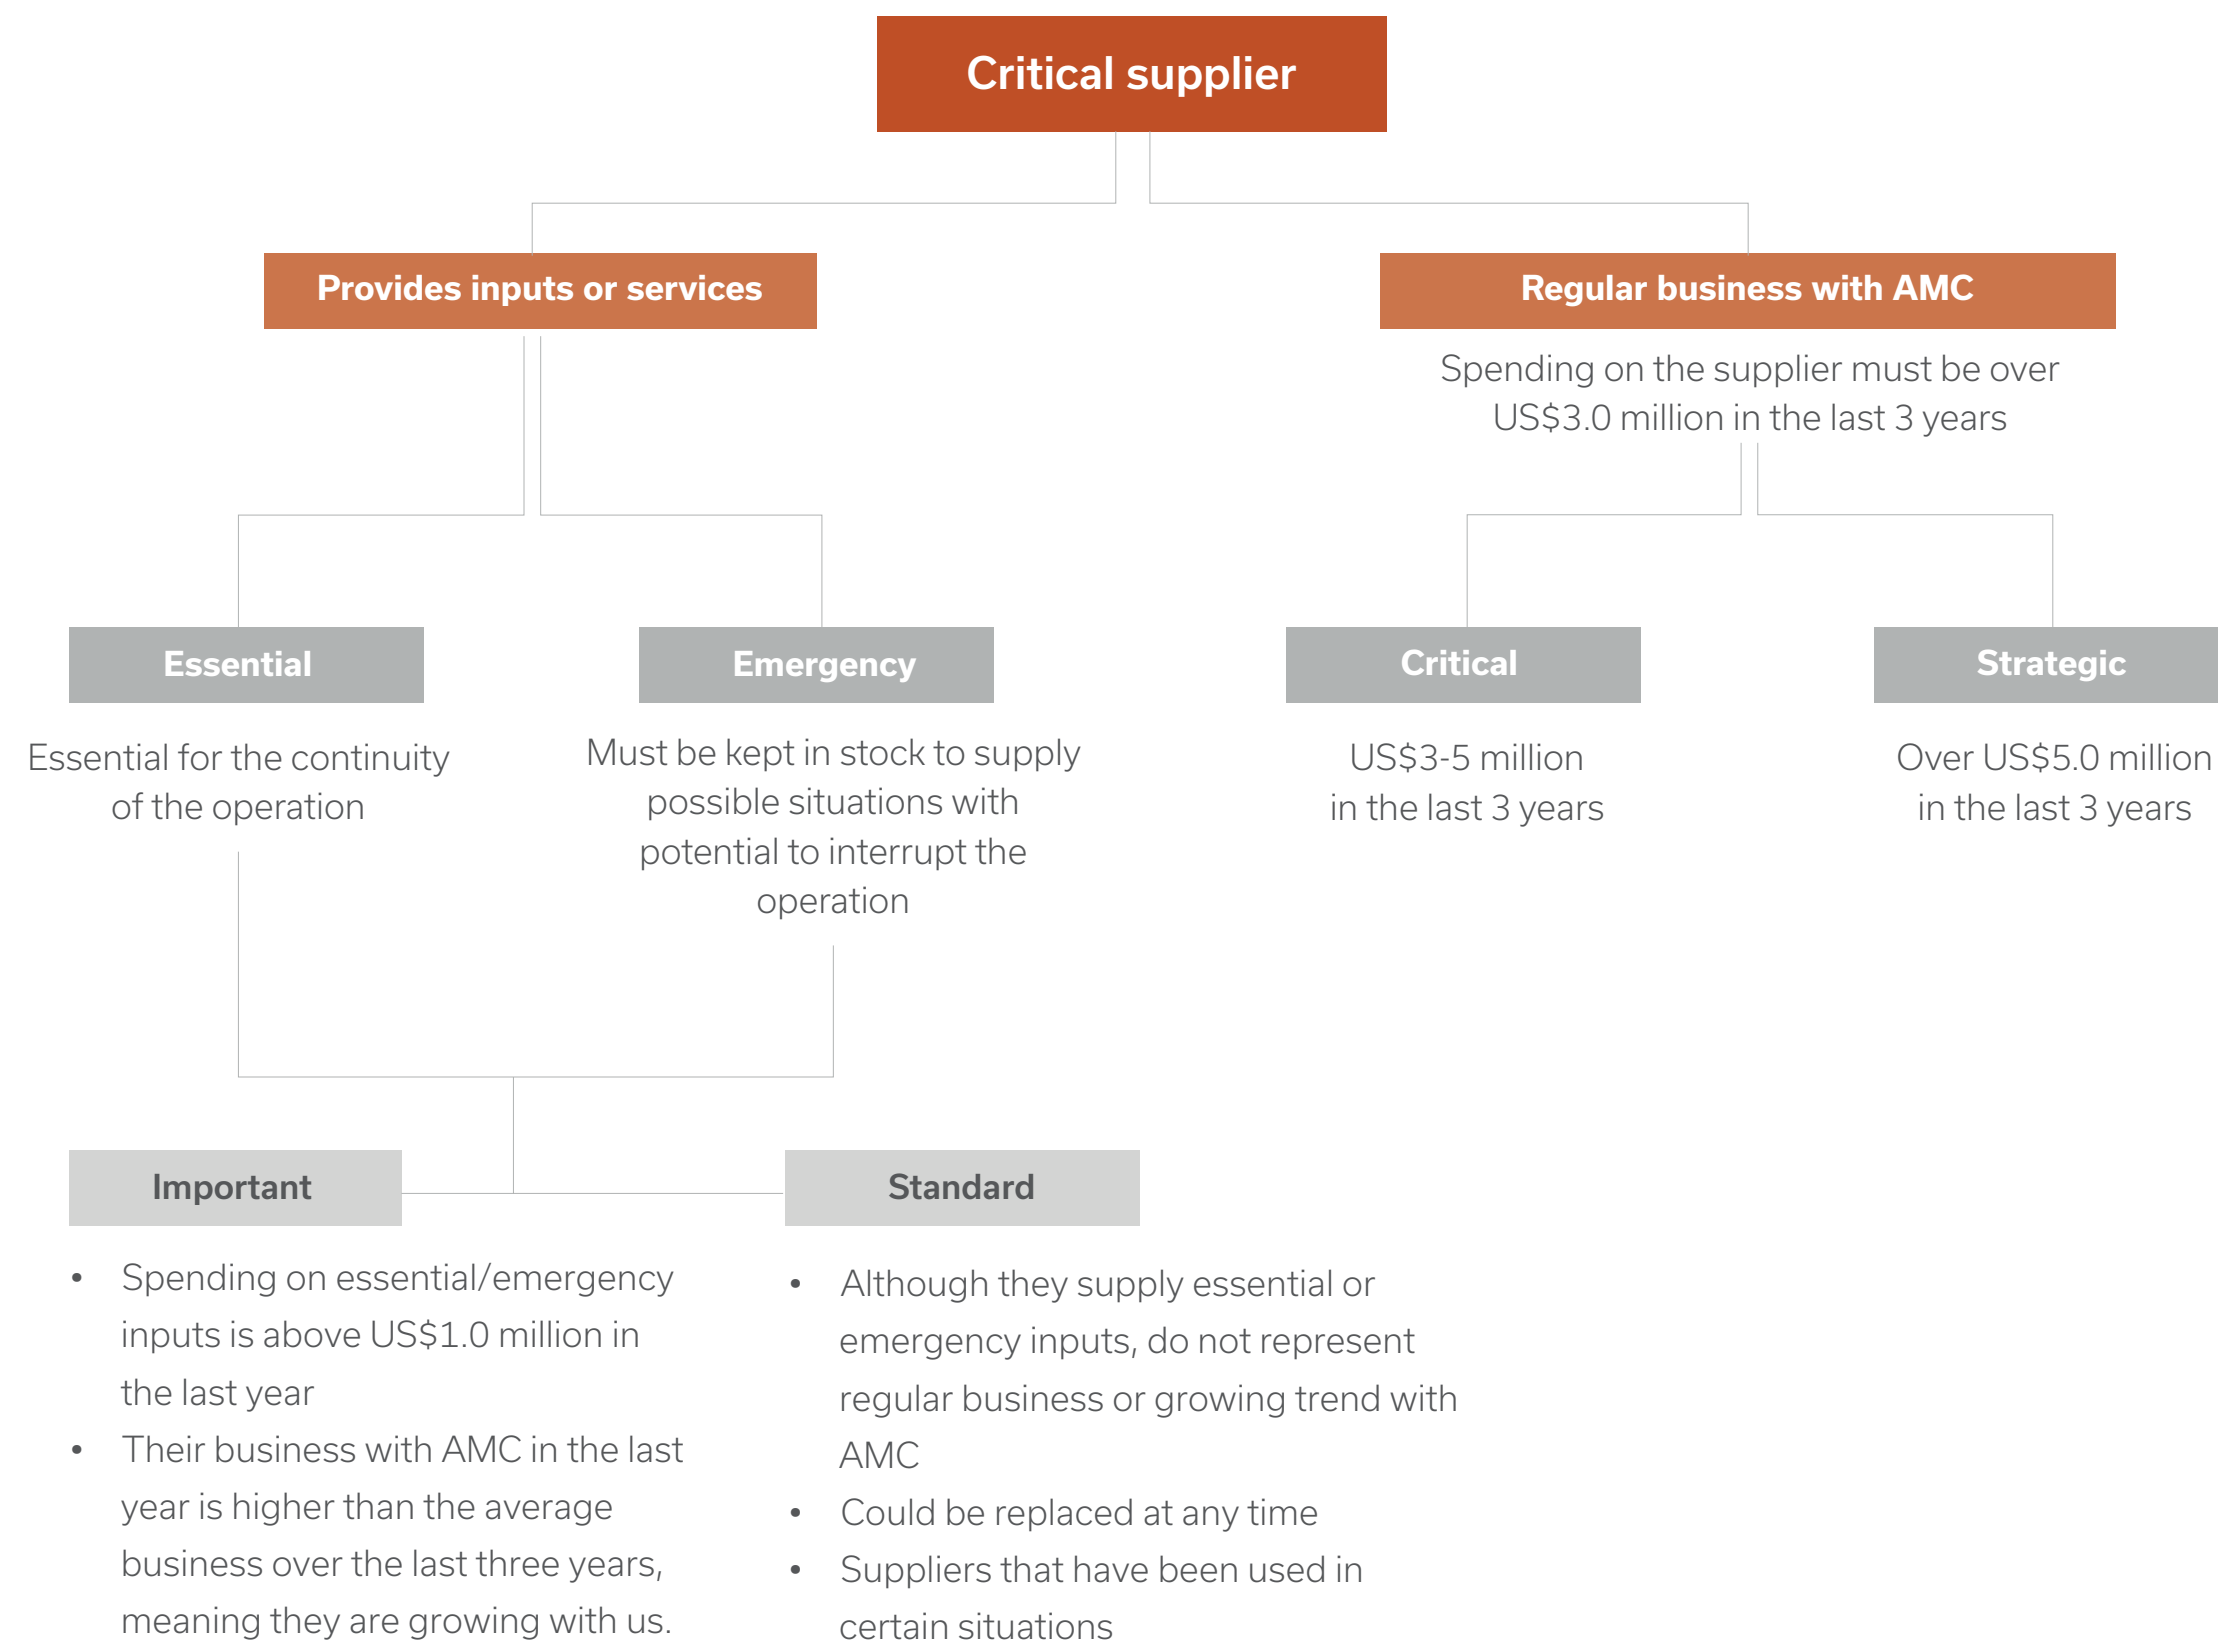 Critical supplier
Provides inputs or services
Regular business with AMC
Spending on the supplier must be over
US$3.0 million in the last 3 years
Essential
Essential for the continuity
of the operation
Emergency
Must be kept in stock to supply
possible situations with
potential to interrupt the
operation
Critical
US$3-5 million
in the last 3 years
Strategic
Over US$5.0 million
in the last 3 years
Important
• Spending on essential/emergency
inputs is above US$1.0 million in
the last year
• Their business with AMC in the last
year is higher than the average
business over the last three years,
meaning they are growing with us.
Standard
• Although they supply essential or
emergency inputs, do not represent
regular business or growing trend with
AMC
• Could be replaced at any time
• Suppliers that have been used in
certain situations